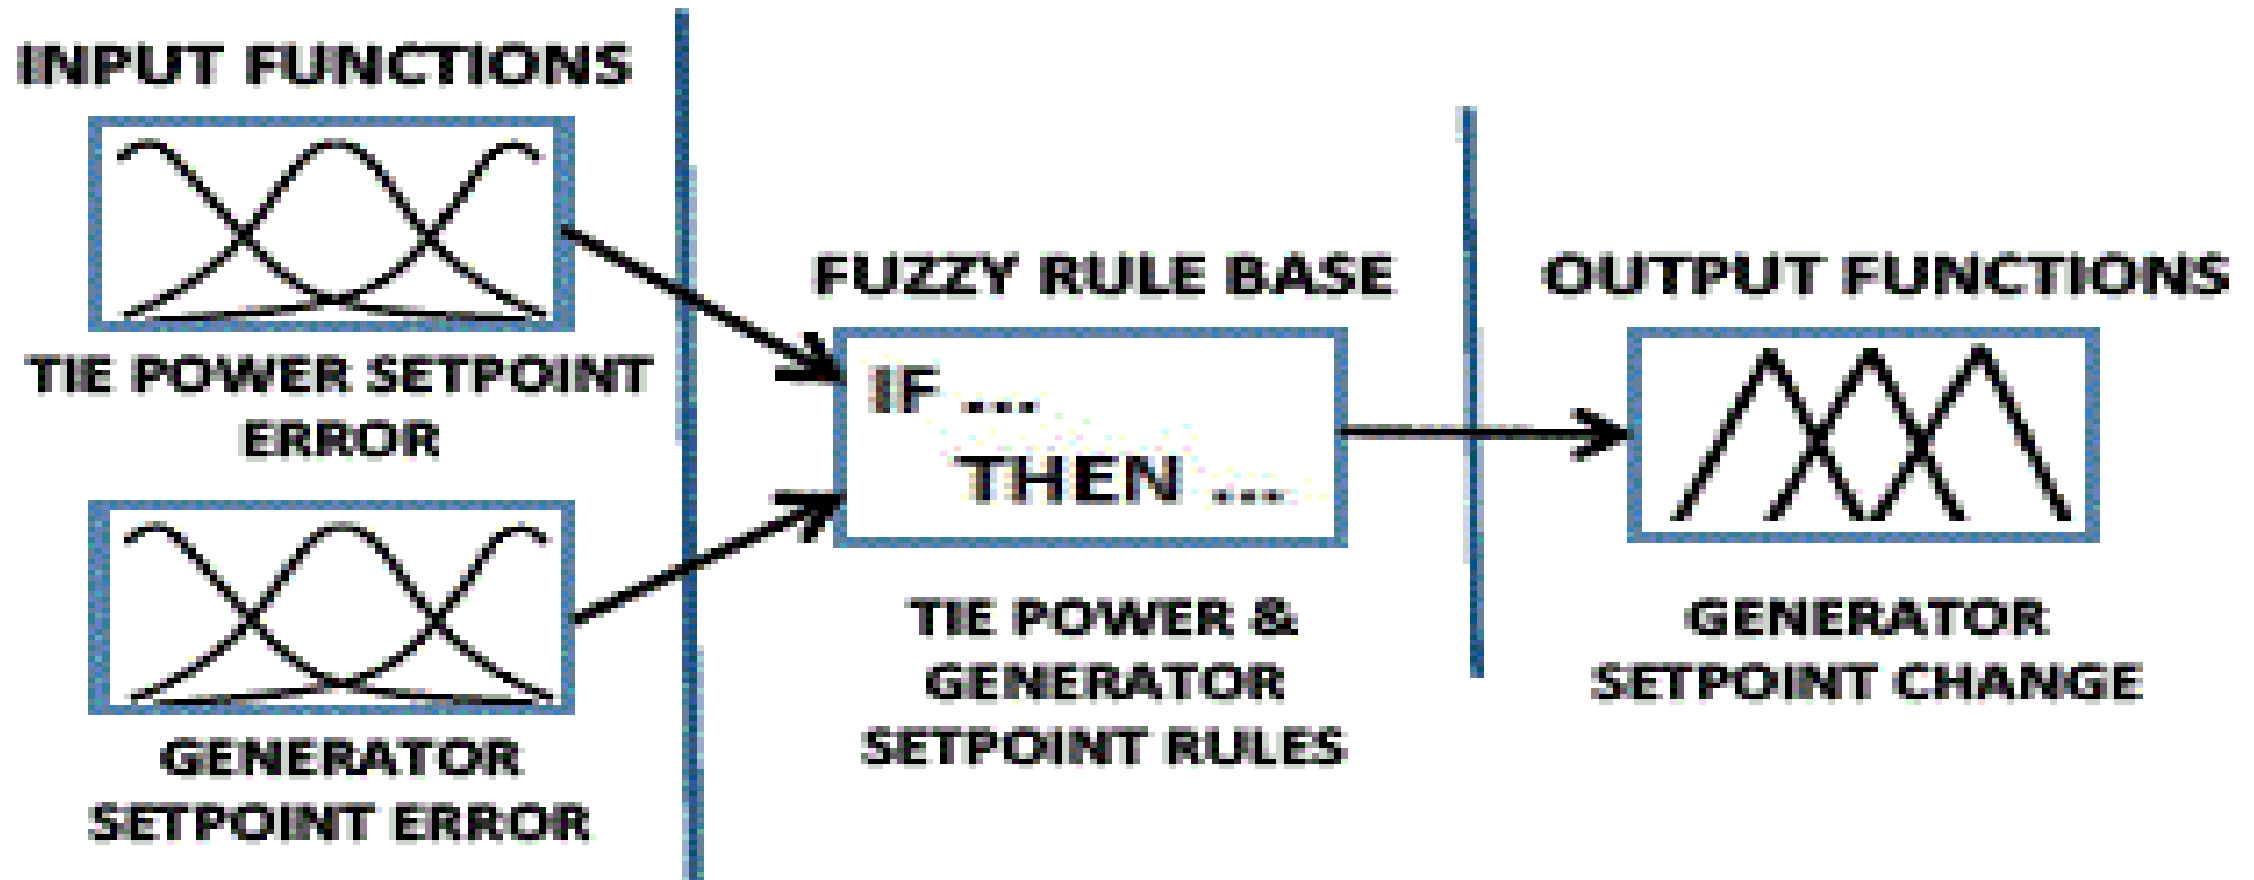 INPUT FUNCTIONS
TIE POWER SETPOINT
ERROR
GENERATOR
SETPOINT ERROR
FUZZY RULE BASE
IF ...
THEN ...
TIE POWER &
GENERATOR
SETPOINT RULES
OUTPUT FUNCTIONS
GENERATOR
SETPOINT CHANGE